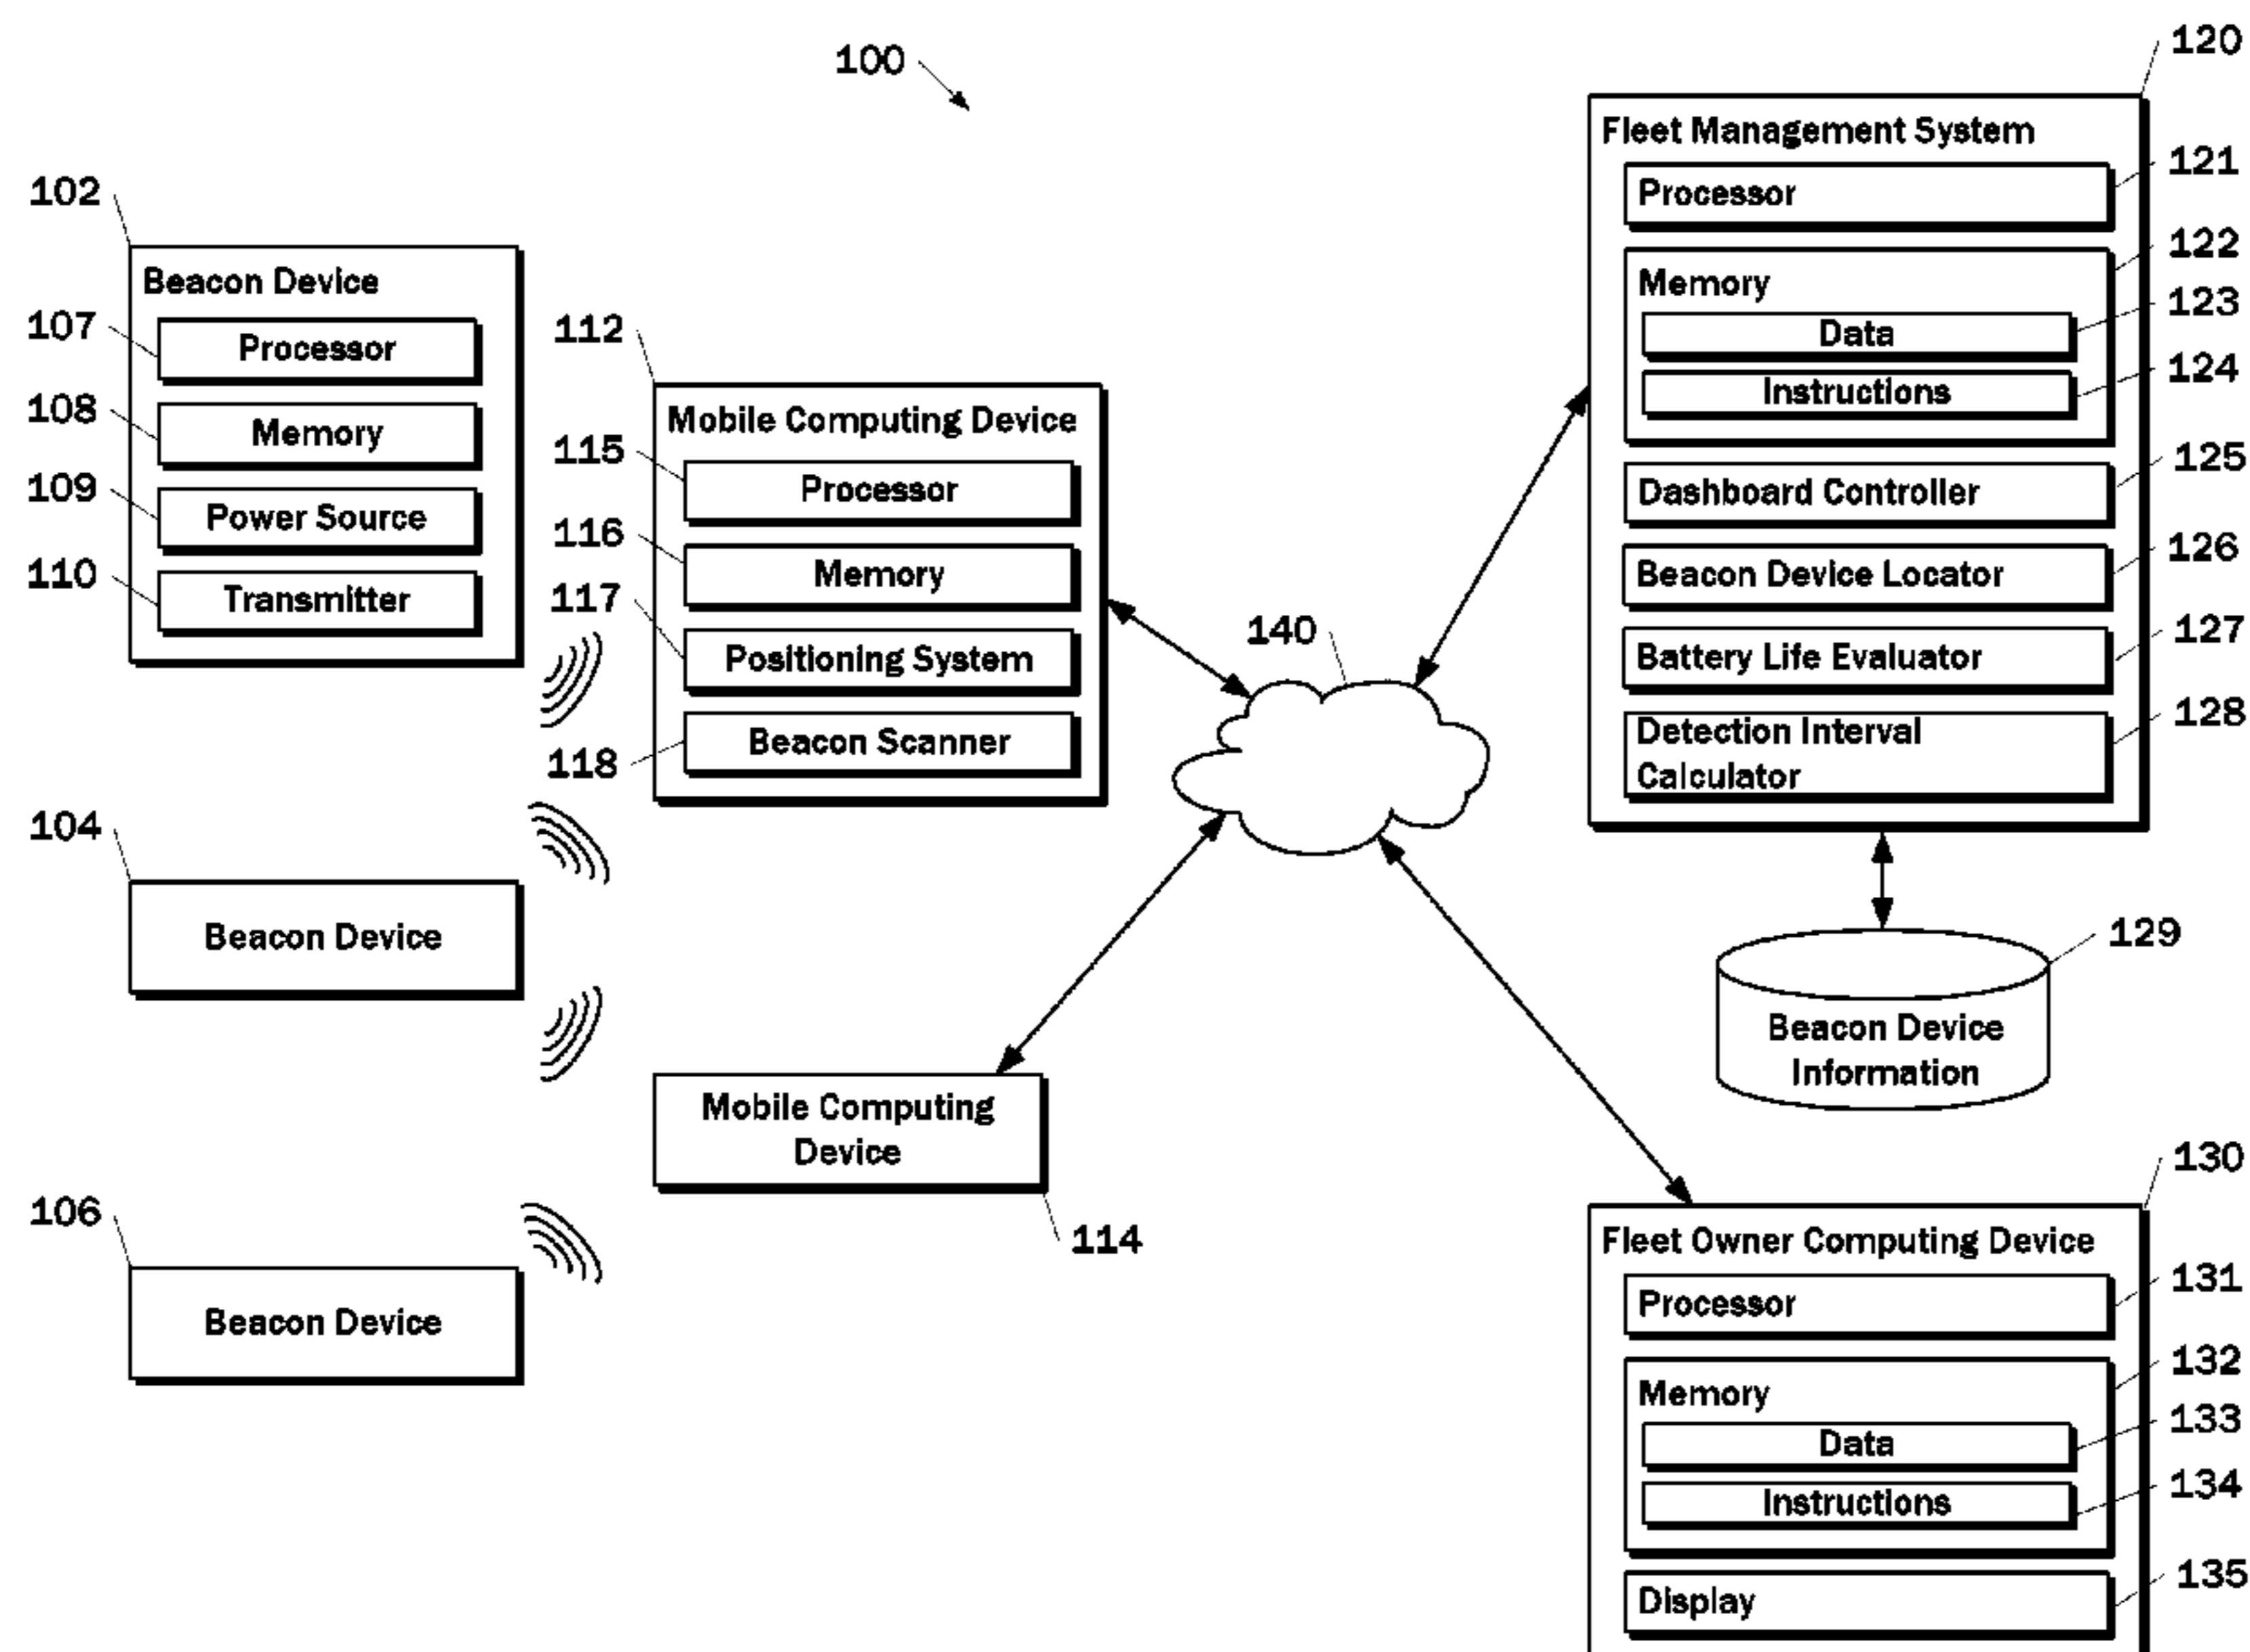 100
120
Fleet Management System
121
Processor
122
Memory
123
Data
124
Instructions
125
Dashboard Controller
126
Beacon Device Locator
127
Battery Life Evaluator
128
Detection Interval
Calculator
102
Beacon Device
107
Processor
108
Memory
109
Power Source
110
Transmitter
112
Mobile Computing Device
115
Processor
116
Memory
117
Positioning System
118
Beacon Scanner
140
104
Beacon Device
129
Beacon Device
Information
Mobile Computing
Device
114
106
Beacon Device
130
Fleet Owner Computing Device
131
Processor
132
Memory
133
Data
134
Instructions
135
Display